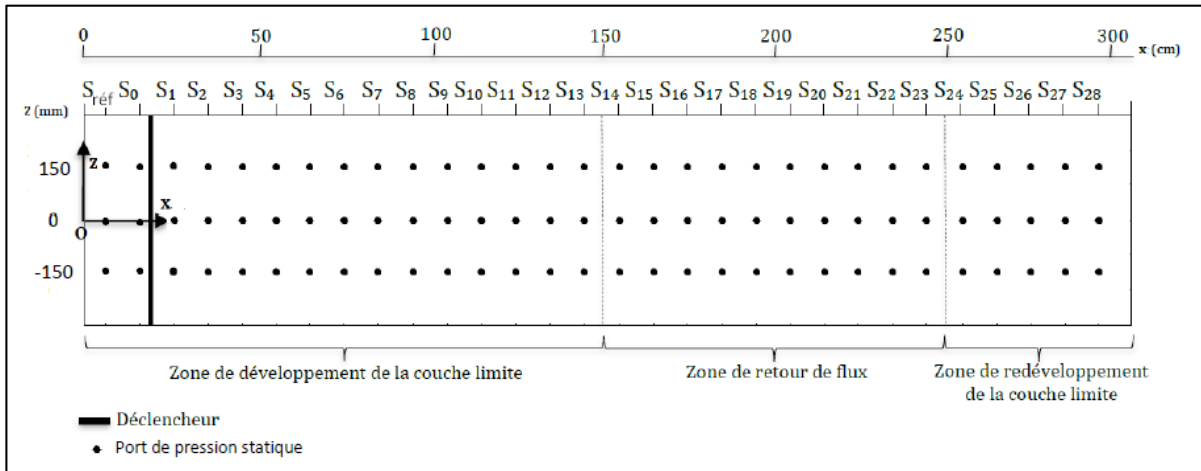 0 50 100 150 200 250 300 x (cm)
S_réf S₀ S₁ S₂ S₃ S₄ S₅ S₆ S₇ S₈ S₉ S₁₀ S₁₁ S₁₂ S₁₃ S₁₄ S₁₅ S₁₆ S₁₇ S₁₈ S₁₉ S₂₀ S₂₁ S₂₂ S₂₃ S₂₄ S₂₅ S₂₆ S₂₇ S₂₈
z (mm)
150
z
0
x
O
-150
Zone de développement de la couche limite
Zone de retour de flux
Zone de redéveloppement
de la couche limite
Déclencheur
Port de pression statique